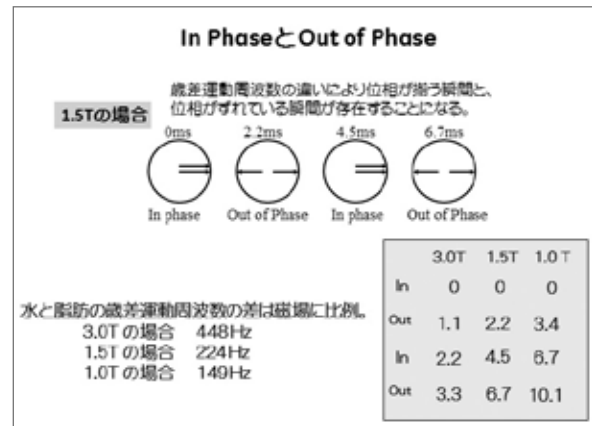 In PhaseとOut of Phase
歳差運動周波数の違いにより位相が揃う瞬間と、
位相がずれている瞬間が存在することになる。
1.5Tの場合
0ms 2.2ms 4.5ms 6.7ms
In phase Out of Phase In phase Out of Phase
水と脂肪の歳差運動周波数の差は磁場に比例。
3.0Tの場合 448Hz
1.5Tの場合 224Hz
1.0Tの場合 149Hz
3.0T 1.5T 1.0T
In 0 0 0
Out 1.1 2.2 3.4
In 2.2 4.5 6.7
Out 3.3 6.7 10.1